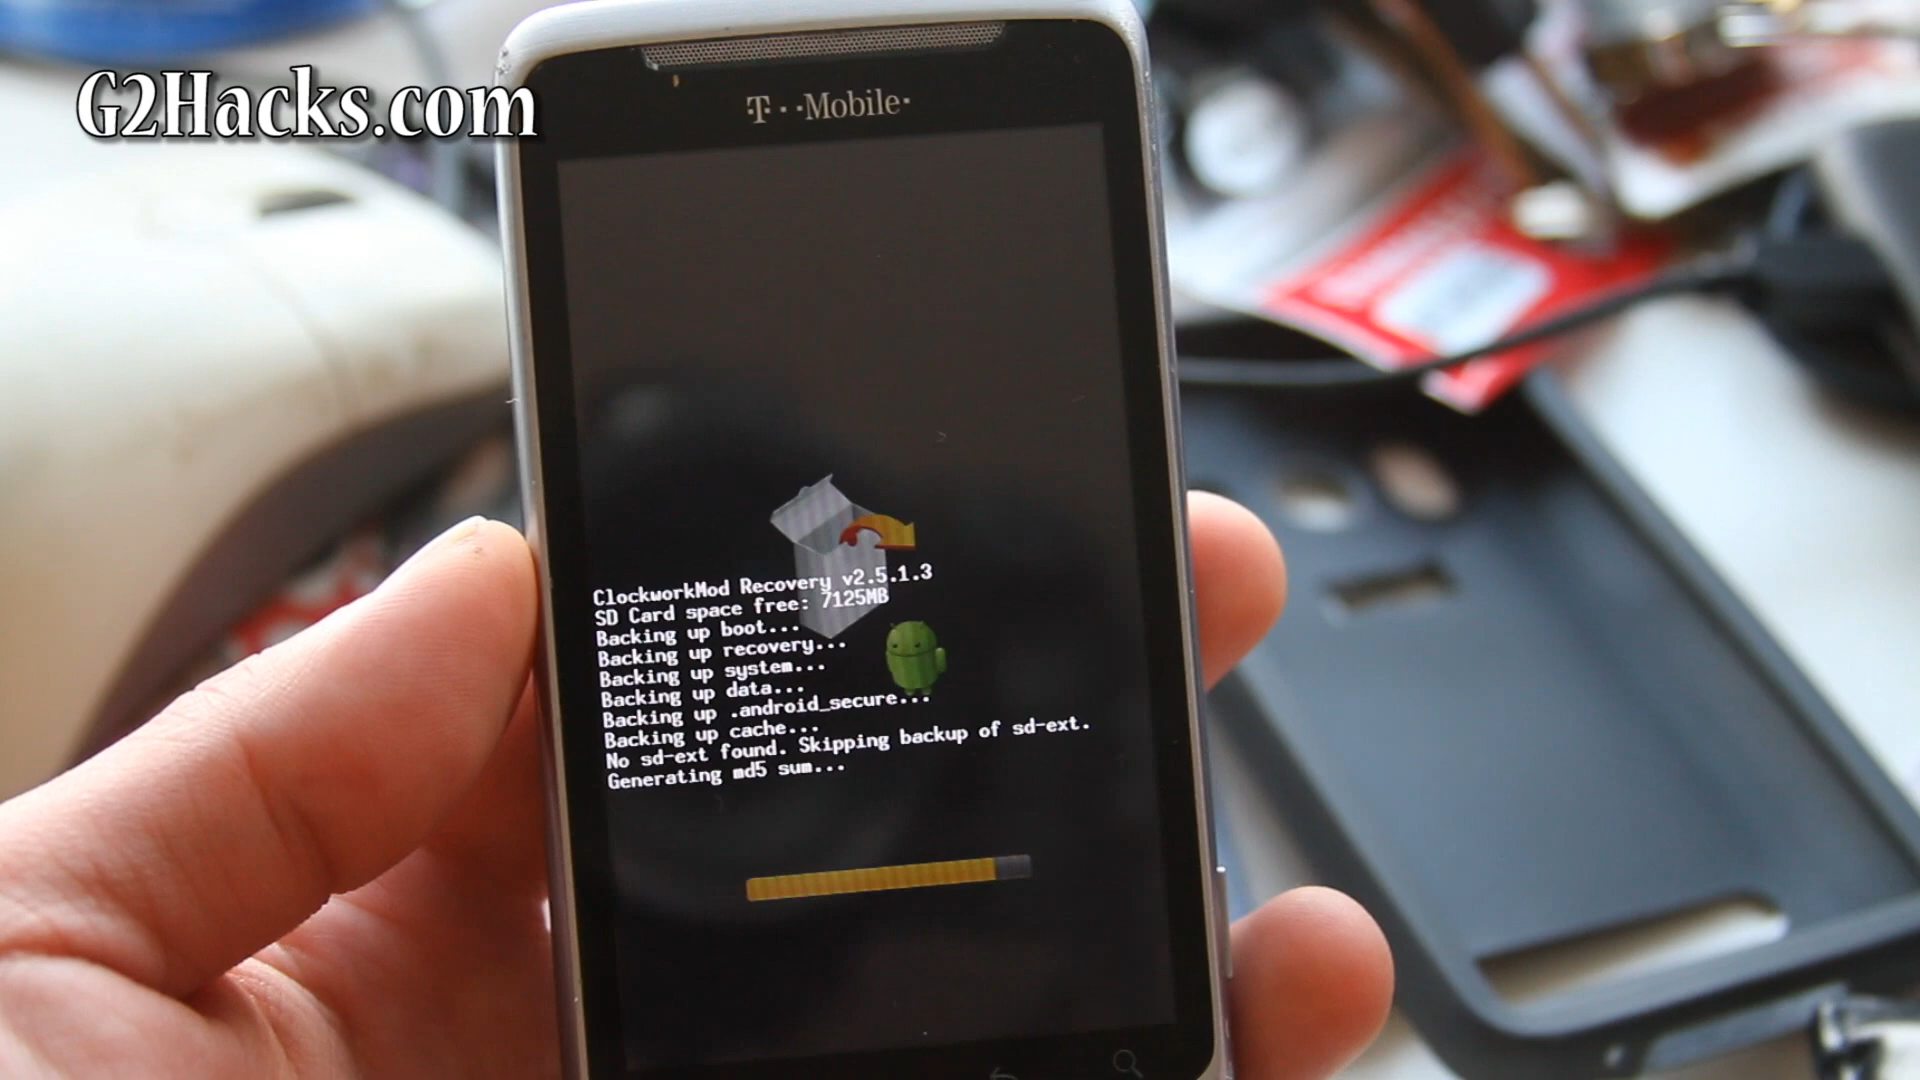 G2Hacks.com
T··Mobile·
ClockworkMod Recovery v2.5.1.3
SD Card space free: 7125MB
Backing up boot...
Backing up recovery...
Backing up system...
Backing up data...
Backing up .android_secure...
Backing up cache...
No sd-ext found. Skipping backup of sd-ext.
Generating md5 sum...